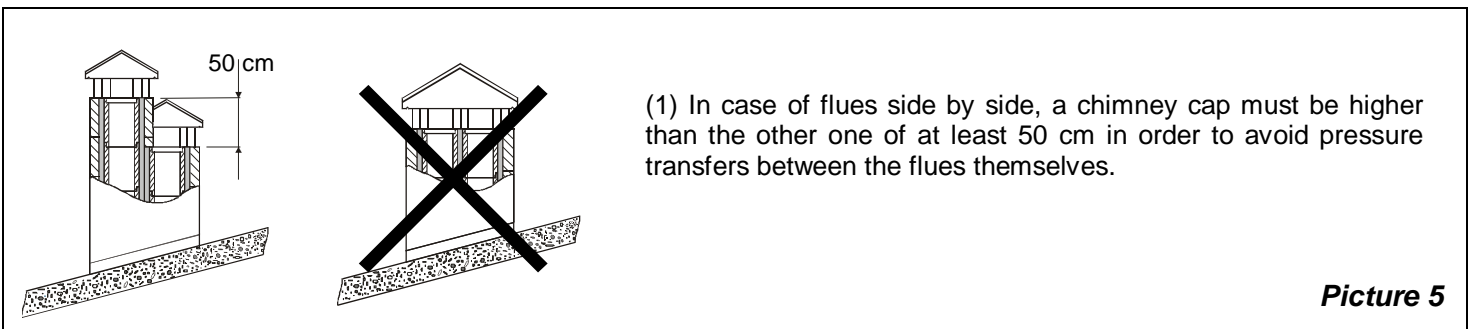 50 cm
(1) In case of flues side by side, a chimney cap must be higher
than the other one of at least 50 cm in order to avoid pressure
transfers between the flues themselves.
Picture 5